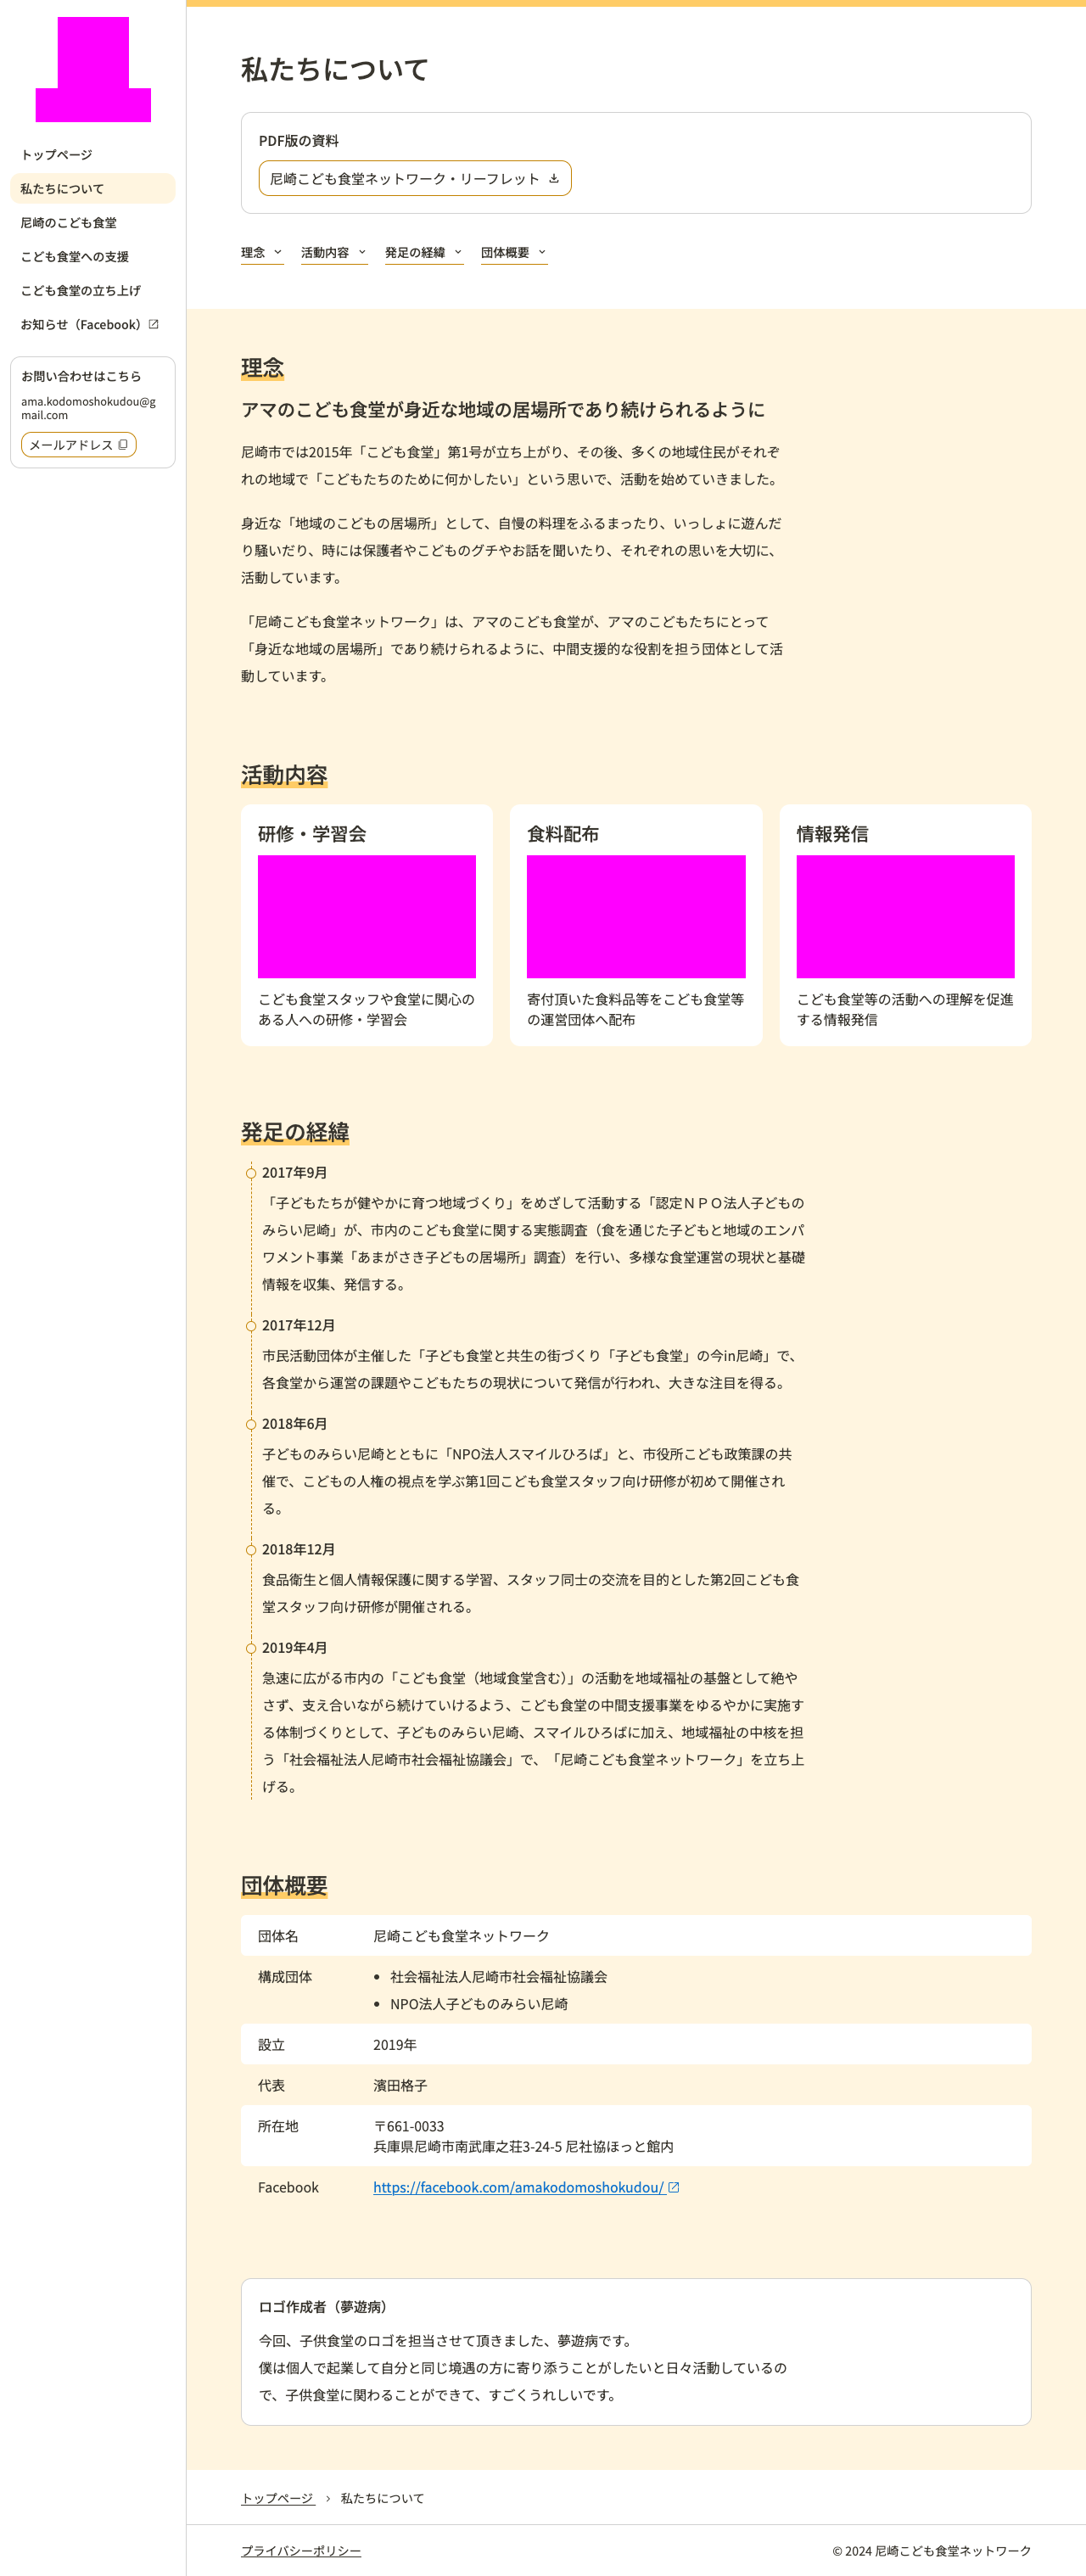 トップページ
私たちについて
尼崎のこども食堂
こども食堂への支援
こども食堂の立ち上げ
お知らせ（Facebook）
お問い合わせはこちら
ama.kodomoshokudou@g
mail.com
メールアドレス
私たちについて
PDF版の資料
尼崎こども食堂ネットワーク・リーフレット
理念
活動内容
発足の経緯
団体概要
理念
アマのこども食堂が身近な地域の居場所であり続けられるように
尼崎市では2015年「こども食堂」第1号が立ち上がり、その後、多くの地域住民がそれぞ
れの地域で「こどもたちのために何かしたい」という思いで、活動を始めていきました。
身近な「地域のこどもの居場所」として、自慢の料理をふるまったり、いっしょに遊んだ
り騒いだり、時には保護者やこどものグチやお話を聞いたり、それぞれの思いを大切に、
活動しています。
「尼崎こども食堂ネットワーク」は、アマのこども食堂が、アマのこどもたちにとって
「身近な地域の居場所」であり続けられるように、中間支援的な役割を担う団体として活
動しています。
活動内容
研修・学習会
こども食堂スタッフや食堂に関心の
ある人への研修・学習会
食料配布
寄付頂いた食料品等をこども食堂等
の運営団体へ配布
情報発信
こども食堂等の活動への理解を促進
する情報発信
発足の経緯
2017年9月
「子どもたちが健やかに育つ地域づくり」をめざして活動する「認定ＮＰＯ法人子どもの
みらい尼崎」が、市内のこども食堂に関する実態調査（食を通じた子どもと地域のエンパ
ワメント事業「あまがさき子どもの居場所」調査）を行い、多様な食堂運営の現状と基礎
情報を収集、発信する。
2017年12月
市民活動団体が主催した「子ども食堂と共生の街づくり「子ども食堂」の今in尼崎」で、
各食堂から運営の課題やこどもたちの現状について発信が行われ、大きな注目を得る。
2018年6月
子どものみらい尼崎とともに「NPO法人スマイルひろば」と、市役所こども政策課の共
催で、こどもの人権の視点を学ぶ第1回こども食堂スタッフ向け研修が初めて開催され
る。
2018年12月
食品衛生と個人情報保護に関する学習、スタッフ同士の交流を目的とした第2回こども食
堂スタッフ向け研修が開催される。
2019年4月
急速に広がる市内の「こども食堂（地域食堂含む）」の活動を地域福祉の基盤として絶や
さず、支え合いながら続けていけるよう、こども食堂の中間支援事業をゆるやかに実施す
る体制づくりとして、子どものみらい尼崎、スマイルひろばに加え、地域福祉の中核を担
う「社会福祉法人尼崎市社会福祉協議会」で、「尼崎こども食堂ネットワーク」を立ち上
げる。
団体概要
団体名
尼崎こども食堂ネットワーク
構成団体
• 社会福祉法人尼崎市社会福祉協議会
• NPO法人子どものみらい尼崎
設立
2019年
代表
濱田格子
所在地
〒661-0033
兵庫県尼崎市南武庫之荘3-24-5 尼社協ほっと館内
Facebook
https://facebook.com/amakodomoshokudou/
ロゴ作成者（夢遊病）
今回、子供食堂のロゴを担当させて頂きました、夢遊病です。
僕は個人で起業して自分と同じ境遇の方に寄り添うことがしたいと日々活動しているの
で、子供食堂に関わることができて、すごくうれしいです。
トップページ
私たちについて
プライバシーポリシー
© 2024 尼崎こども食堂ネットワーク